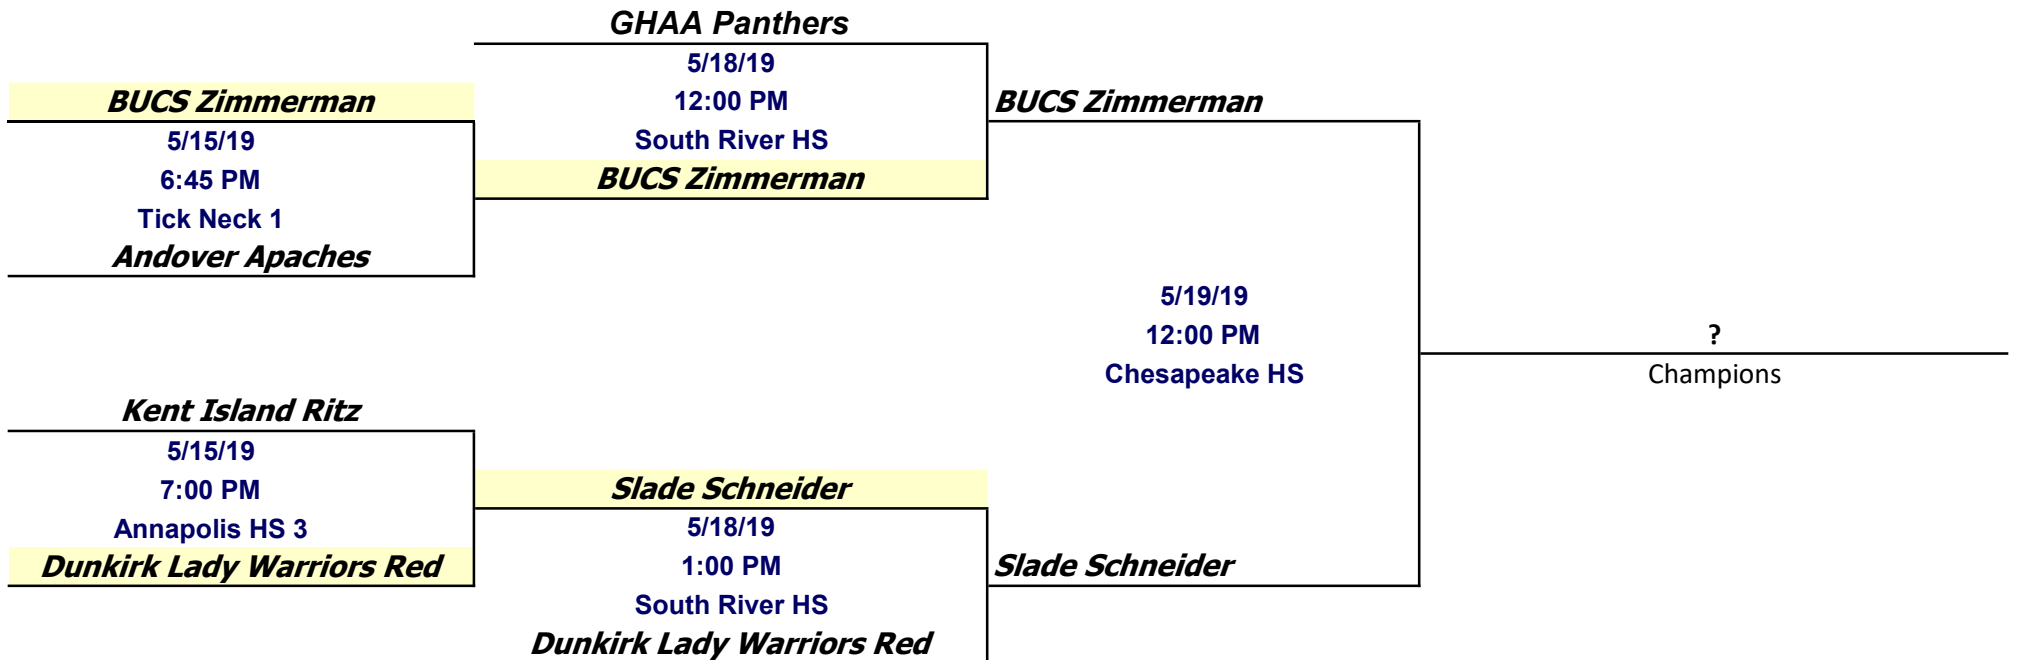 GHAA Panthers
5/18/19
12:00 PM
South River HS
BUCS Zimmerman
BUCS Zimmerman
5/15/19
6:45 PM
Tick Neck 1
Andover Apaches
BUCS Zimmerman
5/19/19
12:00 PM
Chesapeake HS
?
Champions
Kent Island Ritz
5/15/19
7:00 PM
Annapolis HS 3
Dunkirk Lady Warriors Red
Slade Schneider
5/18/19
1:00 PM
South River HS
Dunkirk Lady Warriors Red
Slade Schneider